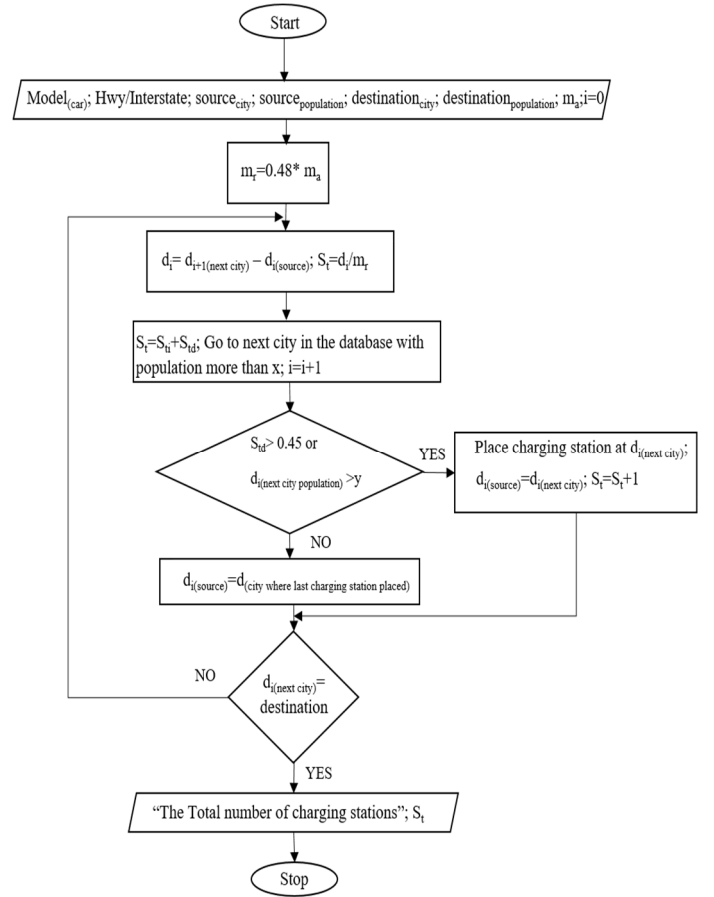 Start
Model(car); Hwy/Interstate; sourcecity; sourcepopulation; destinationcity; destinationpopulation; ma;i=0
mr=0.48* ma
di= di+1(next city) – di(source); St=di/mr
St=Sti+Std; Go to next city in the database with
population more than x; i=i+1
Std> 0.45 or
di(next city population) >y
YES
Place charging station at di(next city);
di(source)=di(next city); St=St+1
NO
di(source)=d(city where last charging station placed)
NO
di(next city)=
destination
YES
“The Total number of charging stations”; St
Stop